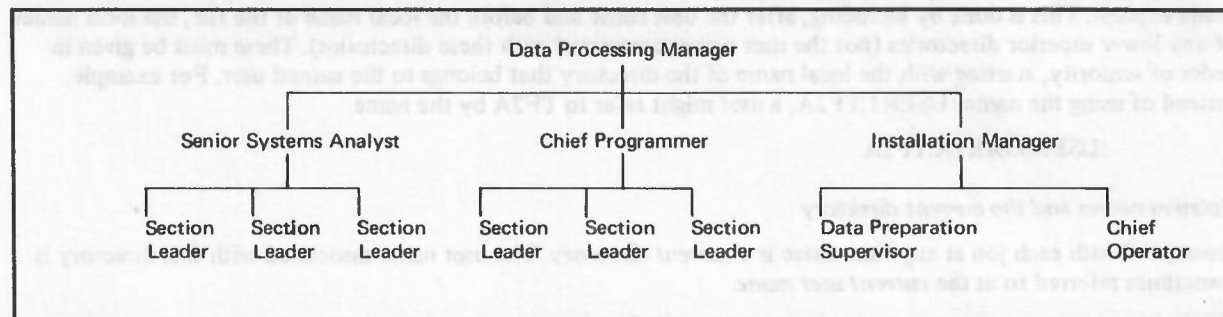 Data Processing Manager
Senior Systems Analyst Chief Programmer Installation Manager
Section Section Section Section Section Section Data Preparation Chief
Leader Leader Leader Leader Leader Leader Supervisor Operator